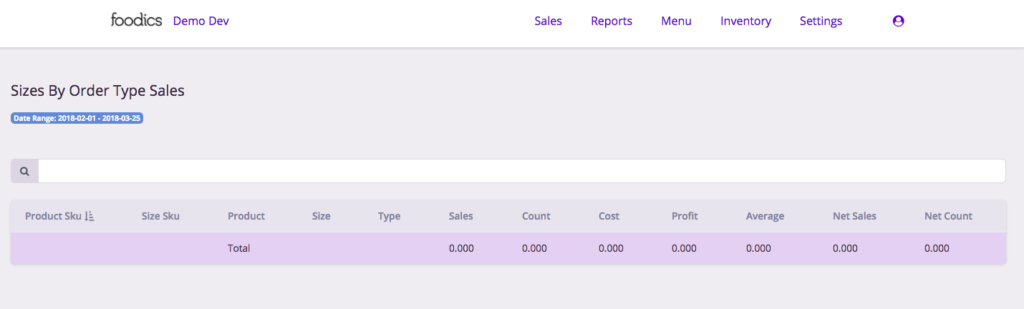 foodics Demo Dev Sales Reports Menu Inventory Settings
Sizes By Order Type Sales
Date Range: 2018-02-01 - 2018-03-25
Product Sku Size Sku Product Size Type Sales Count Cost Profit Average Net Sales Net Count
Total 0.000 0.000 0.000 0.000 0.000 0.000 0.000